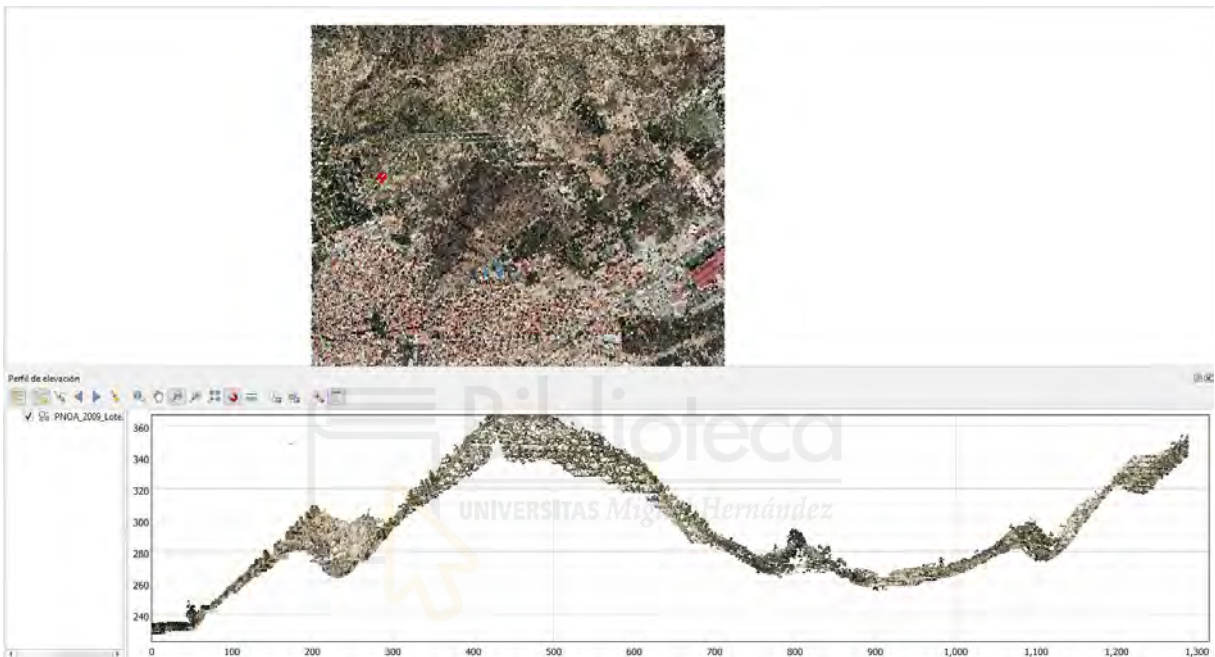 Perfil de elevación
PNOA_2009_Lote.
360
340
320
300
280
260
240
0 100 200 300 400 500 600 700 800 900 1,000 1,100 1,200 1,300
Biblioteca
UNIVERSITAS Miguel Hernández